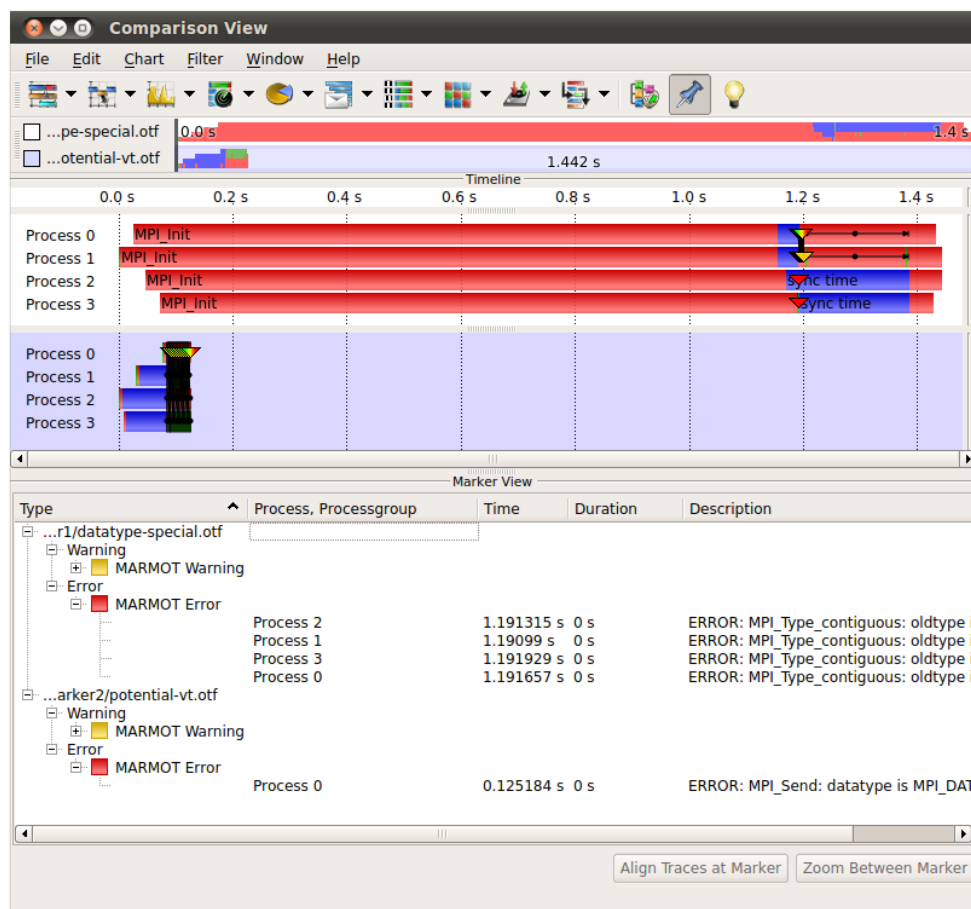 Comparison View
File Edit Chart Filter Window Help
...pe-special.otf 0.0 s 1.4 s
...otential-vt.otf 1.442 s
Timeline
0.0 s 0.2 s 0.4 s 0.6 s 0.8 s 1.0 s 1.2 s 1.4 s
Process 0 MPI_Init
Process 1 MPI_Init
Process 2 MPI_Init sync time
Process 3 MPI_Init sync time
Process 0
Process 1
Process 2
Process 3
Marker View
Type Process, Processgroup Time Duration Description
...r1/datatype-special.otf
Warning
MARMOT Warning
Error
MARMOT Error
Process 2 1.191315 s 0 s ERROR: MPI_Type_contiguous: oldtype i
Process 1 1.19099 s 0 s ERROR: MPI_Type_contiguous: oldtype i
Process 3 1.191929 s 0 s ERROR: MPI_Type_contiguous: oldtype i
Process 0 1.191657 s 0 s ERROR: MPI_Type_contiguous: oldtype i
...arker2/potential-vt.otf
Warning
MARMOT Warning
Error
MARMOT Error
Process 0 0.125184 s 0 s ERROR: MPI_Send: datatype is MPI_DAT
Align Traces at Marker Zoom Between Marker